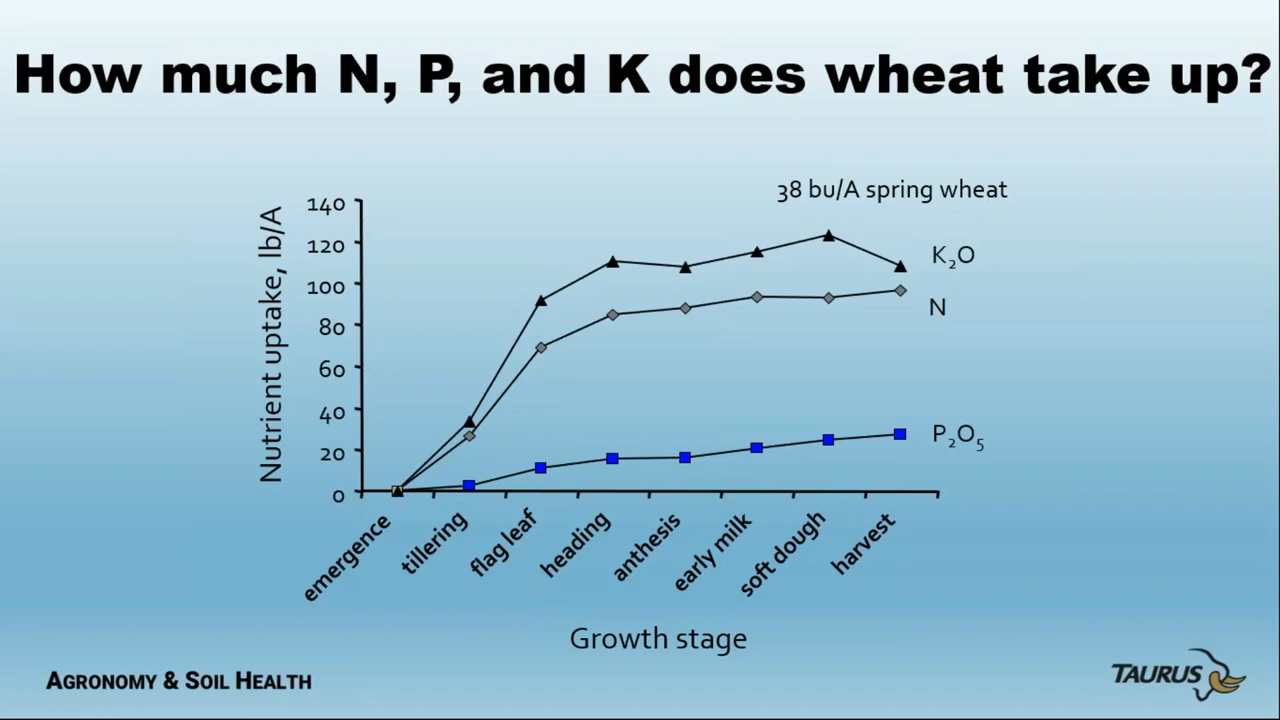 How much N, P, and K does wheat take up?
38 bu/A spring wheat
Nutrient uptake, lb/A
140
120
100
80
60
40
20
0
K₂O
N
P₂O₅
emergence
tillering
flag leaf
heading
anthesis
early milk
soft dough
harvest
Growth stage
AGRONOMY & SOIL HEALTH
TAURUS